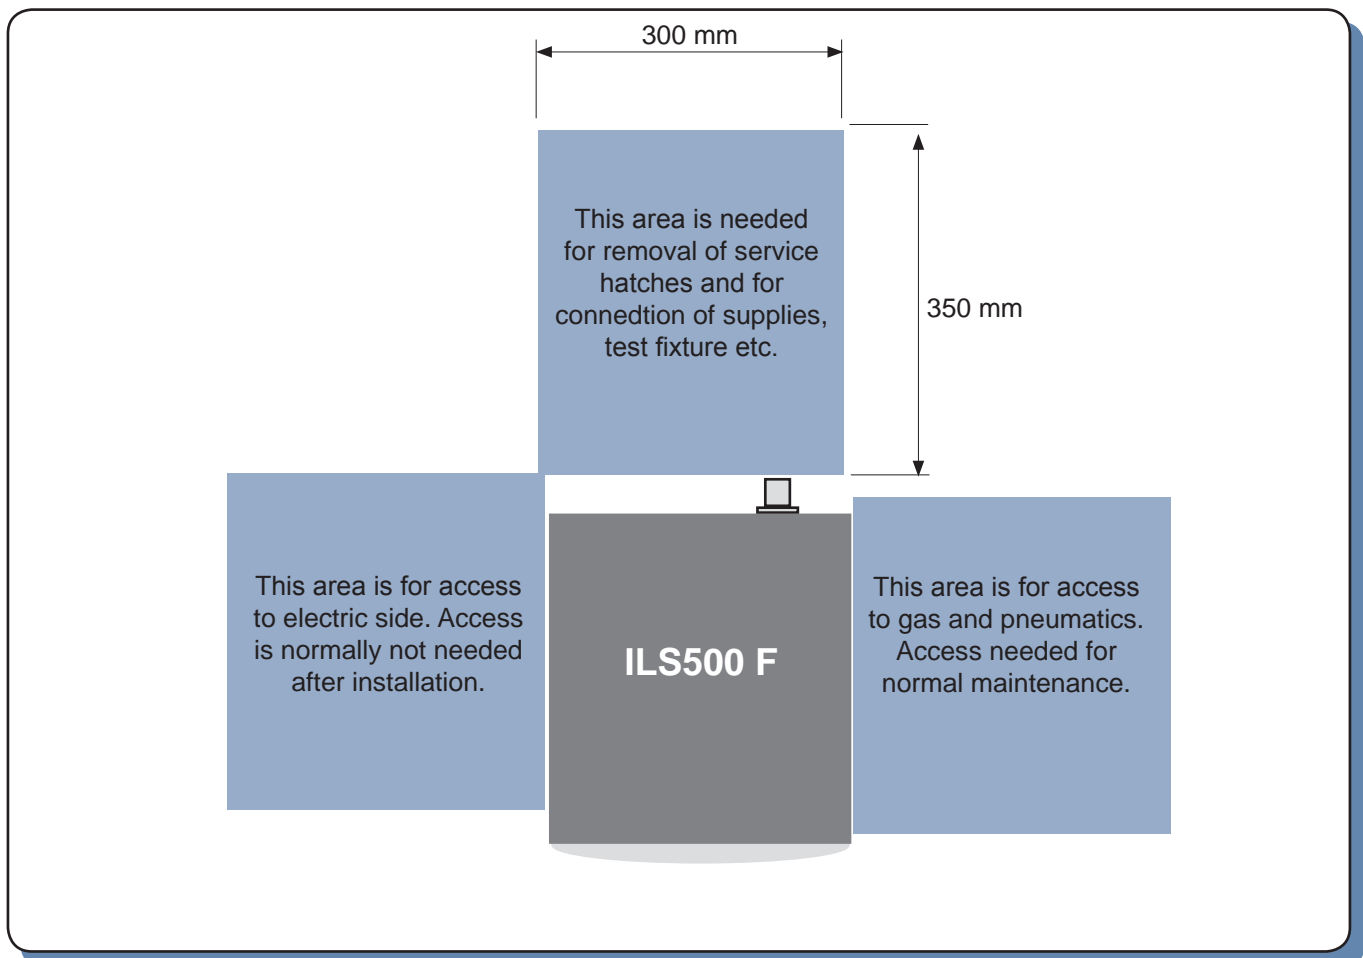 300 mm
This area is needed
for removal of service
hatches and for
connedtion of supplies,
test fixture etc.
350 mm
This area is for access
to electric side. Access
is normally not needed
after installation.
ILS500 F
This area is for access
to gas and pneumatics.
Access needed for
normal maintenance.